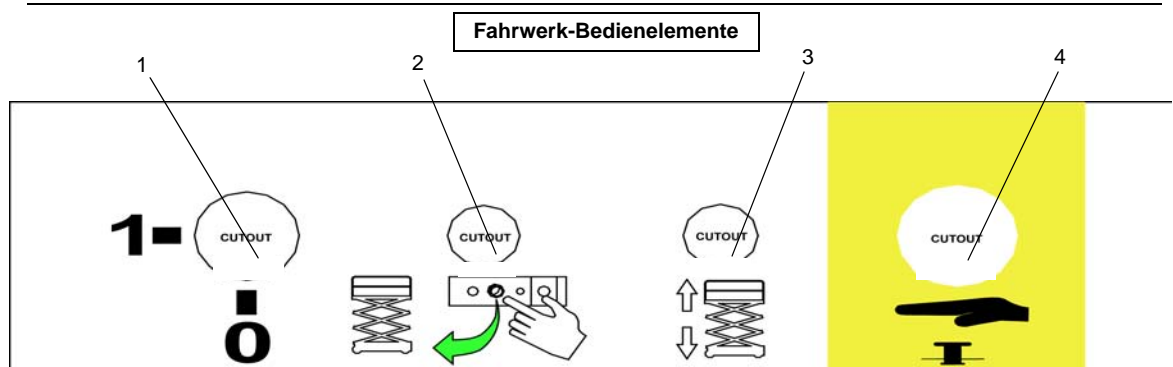 Fahrwerk-Bedienelemente
1 2 3 4
1- CUTOUT CUTOUT CUTOUT CUTOUT
0